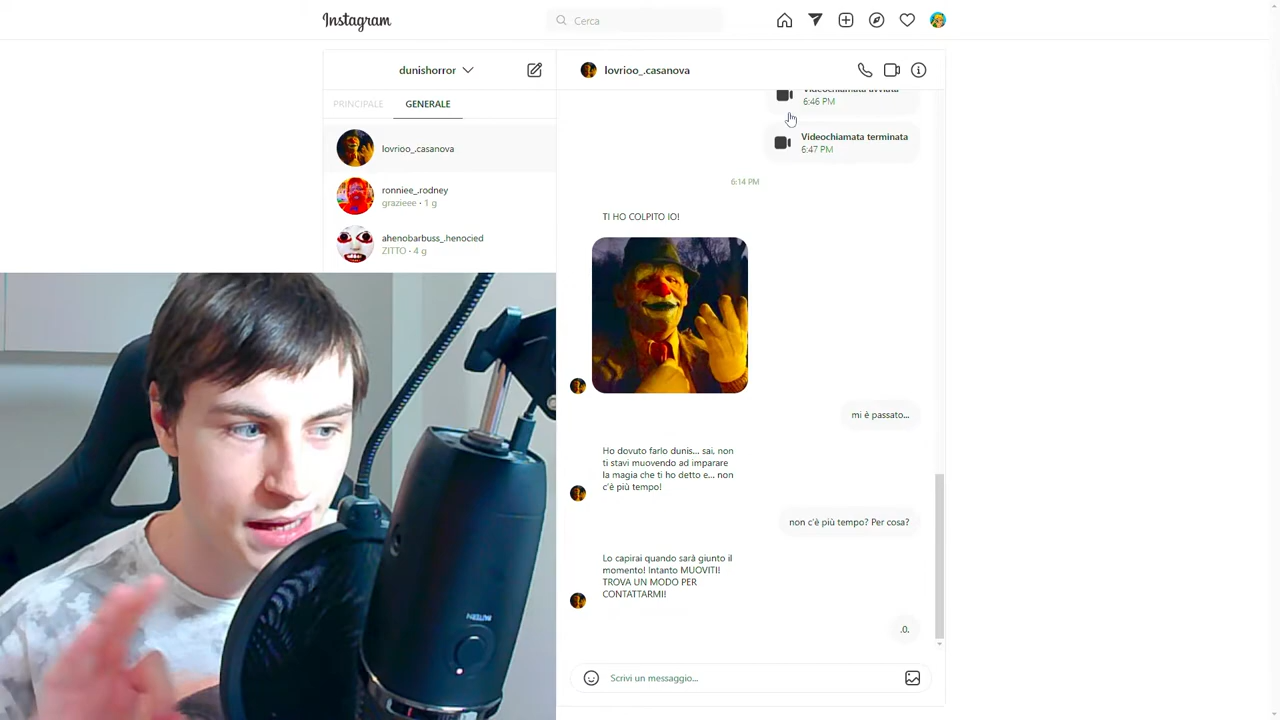 Instagram
Cerca
dunishorror
lovrioo_.casanova
PRINCIPALE
GENERALE
lovrioo_.casanova
ronniee_.rodney
grazieee · 1 g
ahenobarbuss_.henocied
ZITTO · 4 g
Videochiamata avviata
6:46 PM
Videochiamata terminata
6:47 PM
6:14 PM
TI HO COLPITO IO!
mi è passato...
Ho dovuto farlo dunis... sai, non
ti stavi muovendo ad imparare
la magia che ti ho detto e... non
c'è più tempo!
non c'è più tempo? Per cosa?
Lo capirai quando sarà giunto il
momento! Intanto MUOVITI!
TROVA UN MODO PER
CONTATTARMI!
.0.
Scrivi un messaggio...
PATTERN